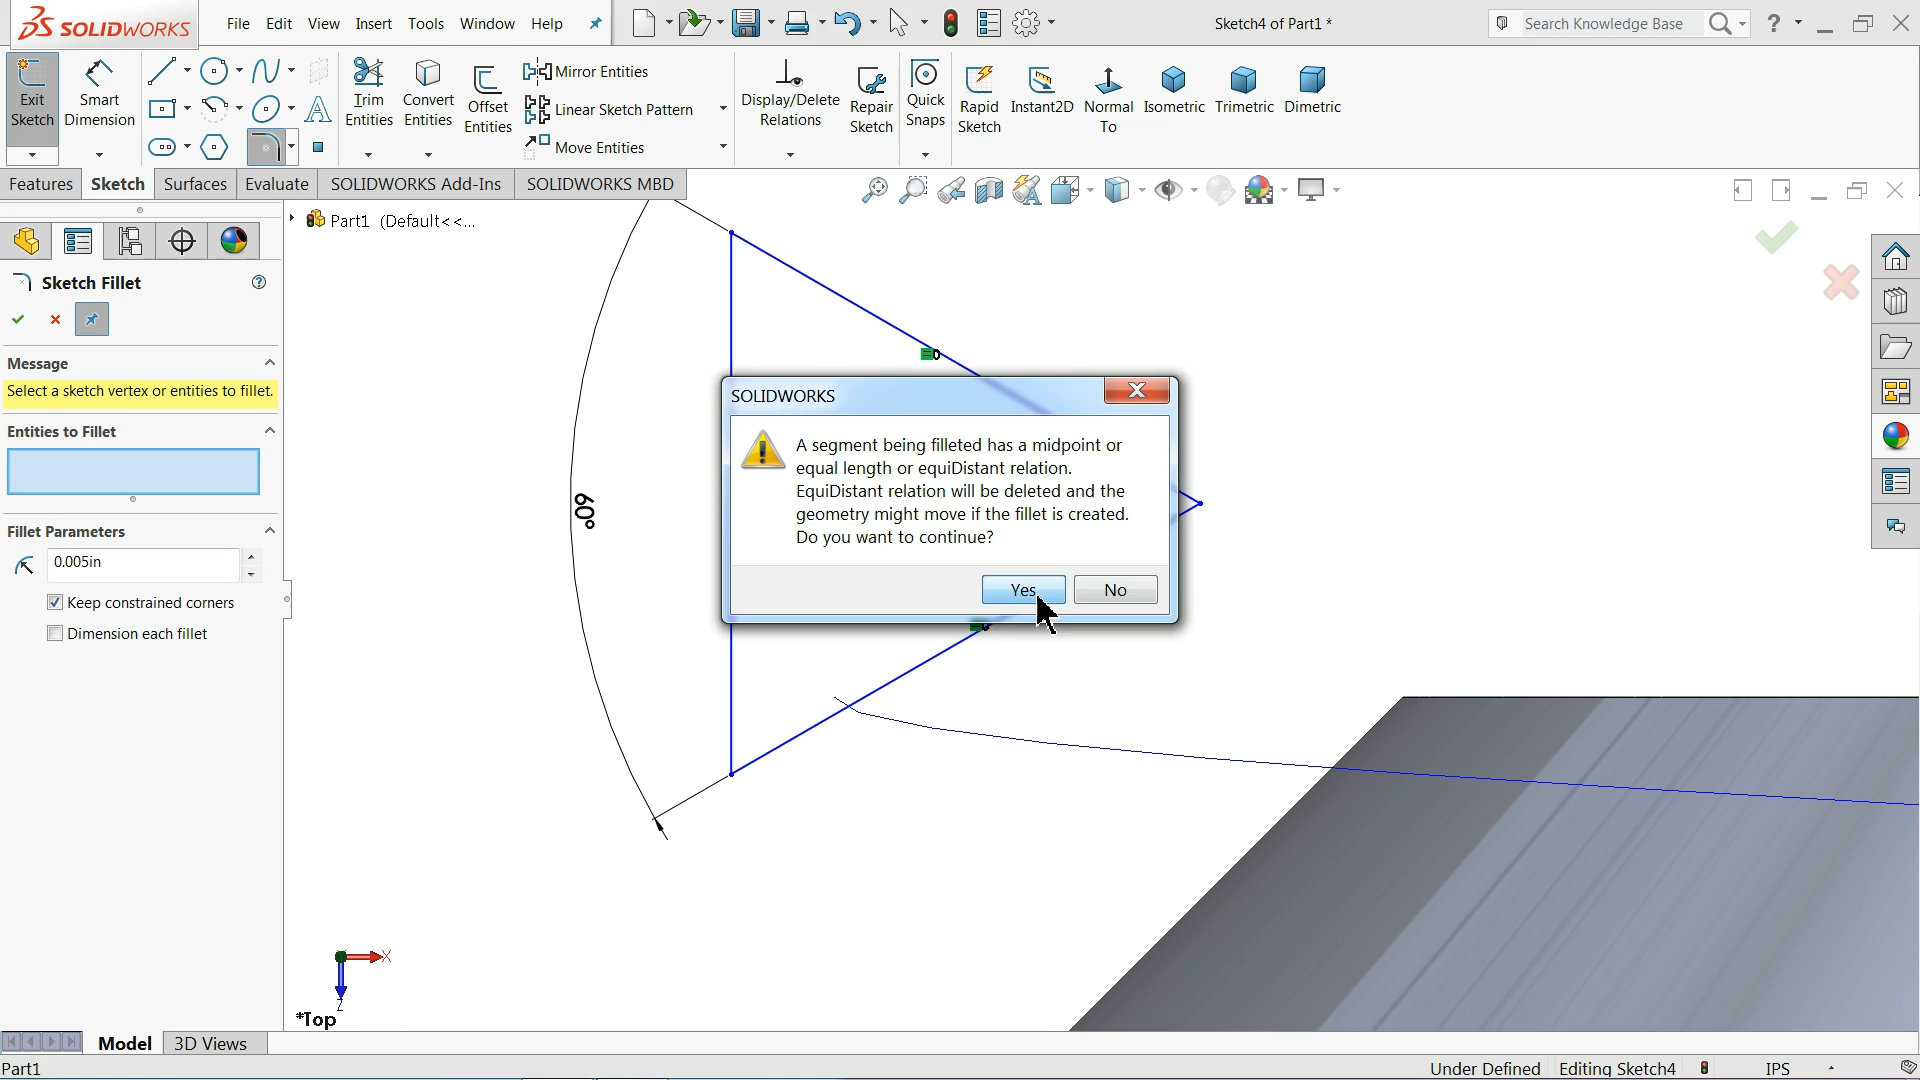 SOLIDWORKS
File Edit View Insert Tools Window Help
Sketch4 of Part1 *
Search Knowledge Base
?
Exit Sketch
Smart Dimension
Trim Entities
Convert Entities
Offset Entities
Mirror Entities
Linear Sketch Pattern
Move Entities
Display/Delete Relations
Repair Sketch
Quick Snaps
Rapid Sketch
Instant2D
Normal To
Isometric
Trimetric
Dimetric
Features Sketch Surfaces Evaluate SOLIDWORKS Add-Ins SOLIDWORKS MBD
Part1 (Default<<...
Sketch Fillet
Message
Select a sketch vertex or entities to fillet.
Entities to Fillet
Fillet Parameters
0.005in
Keep constrained corners
Dimension each fillet
60°
0
SOLIDWORKS
A segment being filleted has a midpoint or
equal length or equiDistant relation.
EquiDistant relation will be deleted and the
geometry might move if the fillet is created.
Do you want to continue?
Yes No
X
Z
*Top
Model 3D Views
Part1 Under Defined Editing Sketch4 IPS